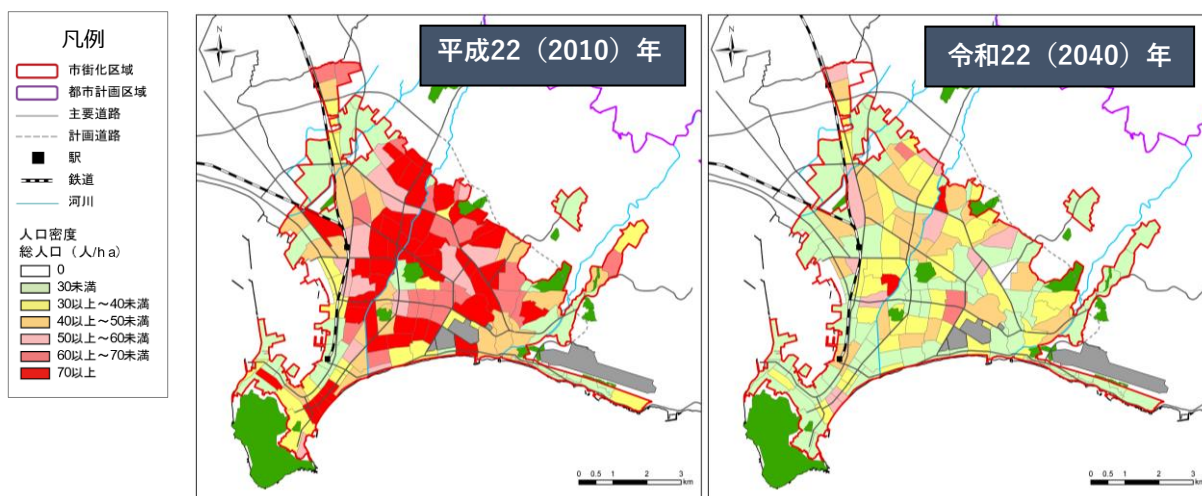 凡例
市街化区域
都市計画区域
主要道路
計画道路
駅
鉄道
河川
人口密度
総人口（人/ha）
0
30未満
30以上～40未満
40以上～50未満
50以上～60未満
60以上～70未満
70以上
N
平成22（2010）年
0 0.5 1 2 3
km
N
令和22（2040）年
0 0.5 1 2 3
km